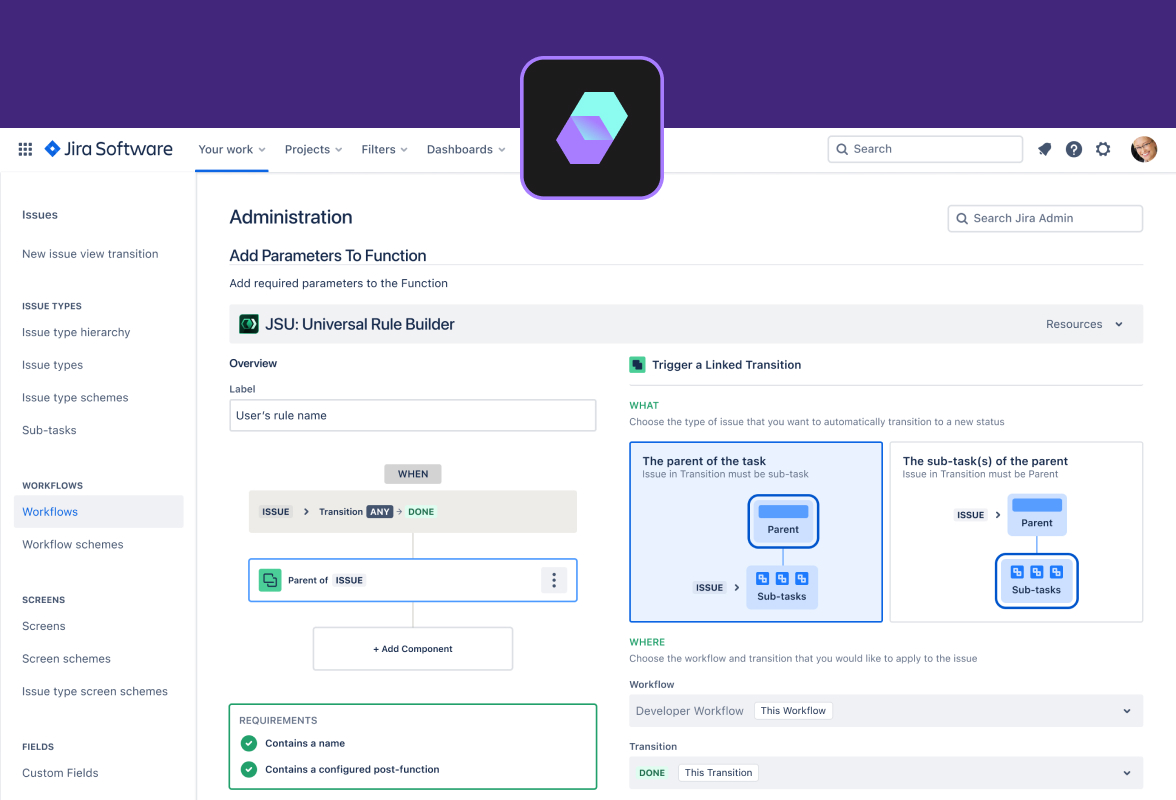 Jira Software
Your work
Projects
Filters
Dashboards
Search
Issues
New issue view transition
ISSUE TYPES
Issue type hierarchy
Issue types
Issue type schemes
Sub-tasks
WORKFLOWS
Workflows
Workflow schemes
SCREENS
Screens
Screen schemes
Issue type screen schemes
FIELDS
Custom Fields
Administration
Search Jira Admin
Add Parameters To Function
Add required parameters to the Function
JSU: Universal Rule Builder
Resources
Overview
Label
User's rule name
WHEN
ISSUE > Transition ANY → DONE
Parent of ISSUE
+ Add Component
REQUIREMENTS
Contains a name
Contains a configured post-function
Trigger a Linked Transition
WHAT
Choose the type of issue that you want to automatically transition to a new status
The parent of the task
Issue in Transition must be sub-task
Parent
ISSUE >
Sub-tasks
The sub-task(s) of the parent
Issue in Transition must be Parent
ISSUE >
Parent
Sub-tasks
WHERE
Choose the workflow and transition that you would like to apply to the issue
Workflow
Developer Workflow This Workflow
Transition
DONE This Transition